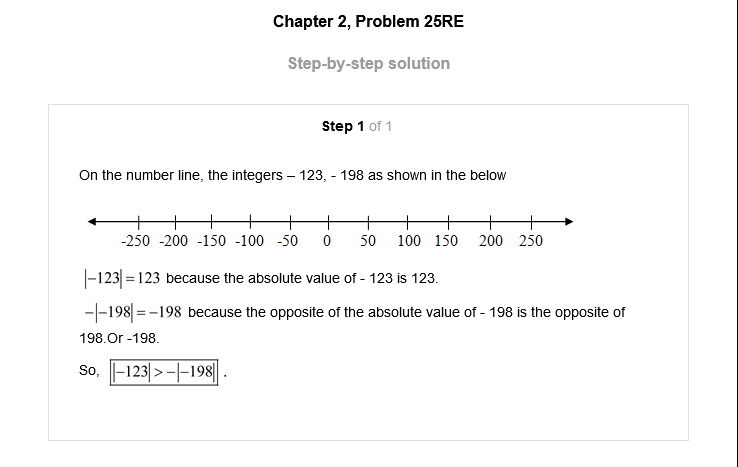 Chapter 2, Problem 25RE
Step-by-step solution
Step 1 of 1
On the number line, the integers – 123, - 198 as shown in the below
-250 -200 -150 -100 -50 0 50 100 150 200 250
|−123| = 123 because the absolute value of - 123 is 123.
−|−198| = −198 because the opposite of the absolute value of - 198 is the opposite of
198.Or -198.
So, |−123| > −|−198| .